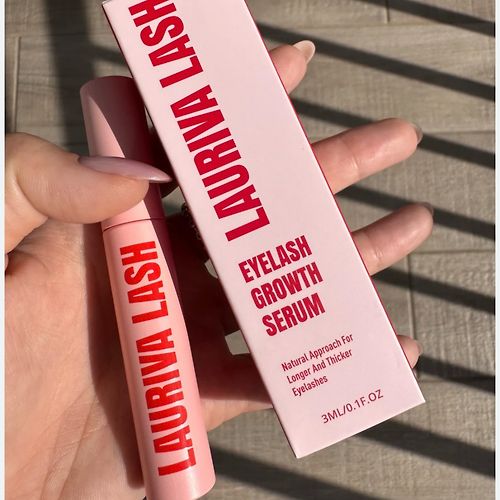 LAURIVA LASH
LAURIVA LASH
EYELASH
GROWTH
SERUM
Natural Approach For
Longer And Thicker
Eyelashes
3ML/0.1F.OZ